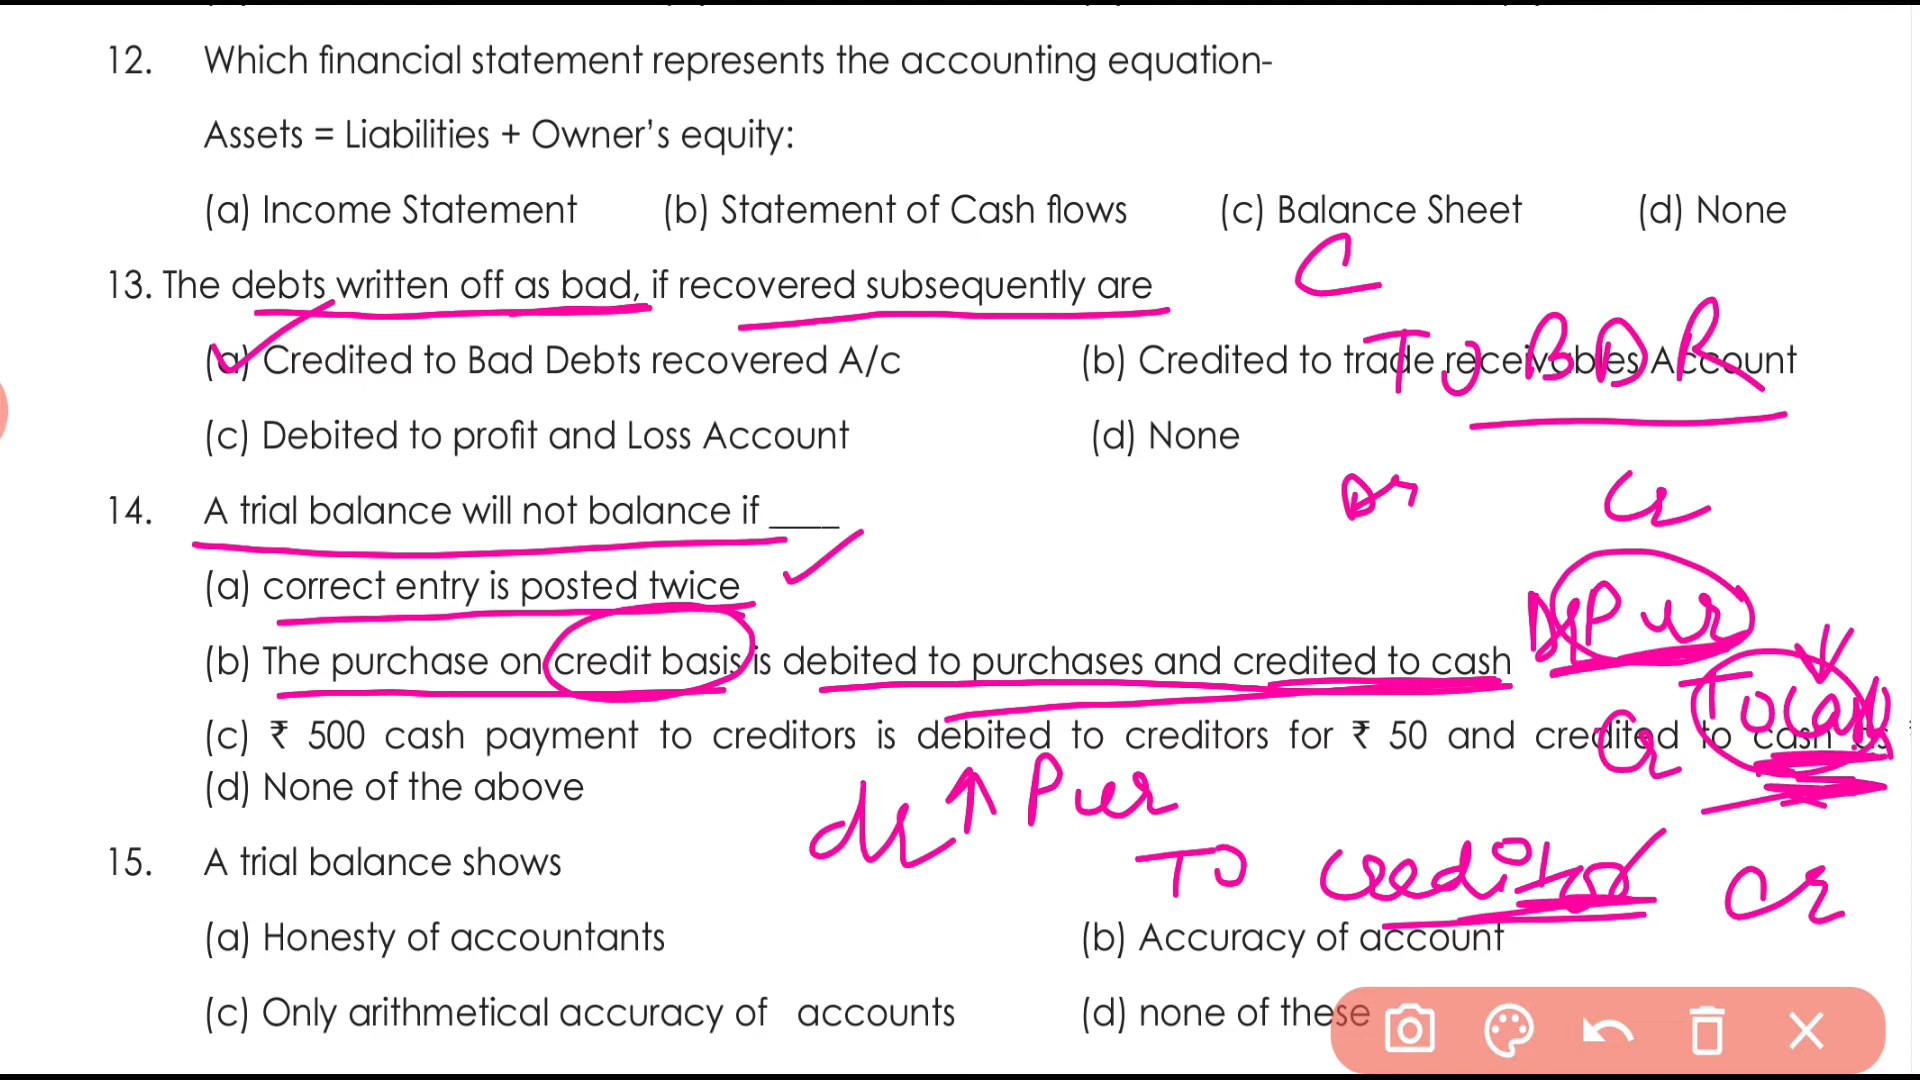 12. Which financial statement represents the accounting equation-
Assets = Liabilities + Owner's equity:
(a) Income Statement (b) Statement of Cash flows (c) Balance Sheet (d) None
13. The debts written off as bad, if recovered subsequently are
C
(a) Credited to Bad Debts recovered A/c (b) Credited to trade receivables Account
To BDR
(c) Debited to profit and Loss Account (d) None
14. A trial balance will not balance if ____
Dr Cr
(a) correct entry is posted twice
Pur
(b) The purchase on credit basis is debited to purchases and credited to cash
To Cash
(c) ₹ 500 cash payment to creditors is debited to creditors for ₹ 50 and credited to cash as
Cr
(d) None of the above
dr Pur
15. A trial balance shows
To creditor Cr
(a) Honesty of accountants (b) Accuracy of account
(c) Only arithmetical accuracy of accounts (d) none of these